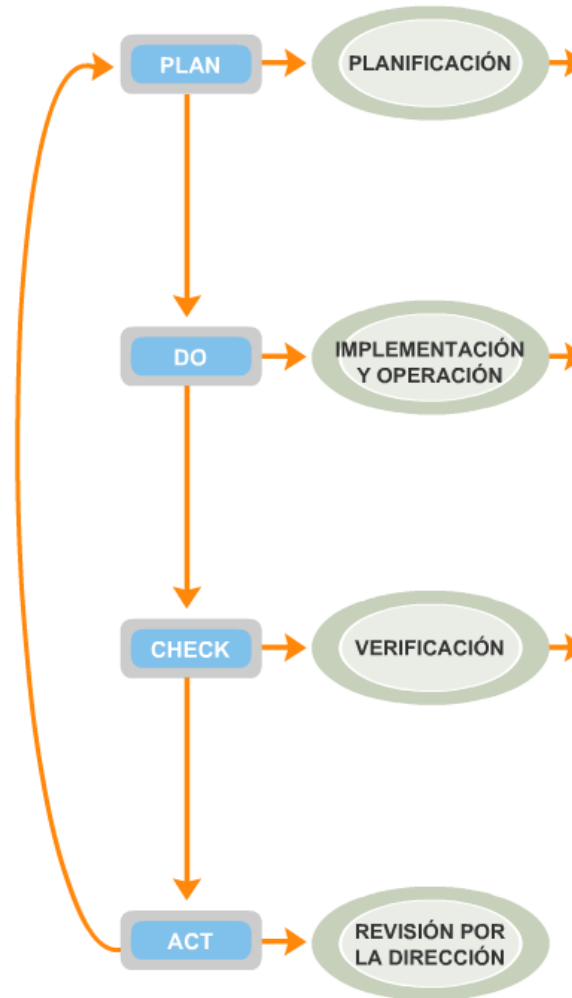 PLAN
PLANIFICACIÓN
DO
IMPLEMENTACIÓN
Y OPERACIÓN
CHECK
VERIFICACIÓN
ACT
REVISIÓN POR
LA DIRECCIÓN